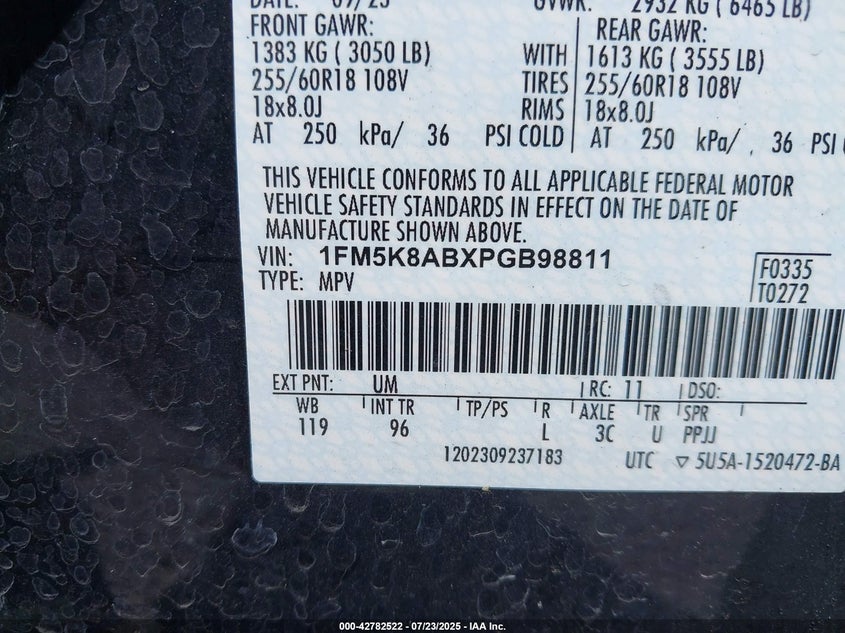 DATE: 09/23 GVWR: 2932 KG ( 6465 LB)
FRONT GAWR: REAR GAWR:
1383 KG ( 3050 LB) WITH 1613 KG ( 3555 LB)
255/60R18 108V TIRES 255/60R18 108V
18x8.0J RIMS 18x8.0J
AT 250 kPa/ 36 PSI COLD AT 250 kPa/ , 36 PSI
THIS VEHICLE CONFORMS TO ALL APPLICABLE FEDERAL MOTOR
VEHICLE SAFETY STANDARDS IN EFFECT ON THE DATE OF
MANUFACTURE SHOWN ABOVE.
VIN: 1FM5K8ABXPGB98811 F0335
TYPE: MPV T0272
EXT PNT: UM RC: 11 DSO:
WB INT TR TP/PS R AXLE TR SPR
119 96 L 3C U PPJJ
1202309237183 UTC ▽ 5U5A-1520472-BA
000-42782522 - 07/23/2025 - IAA Inc.